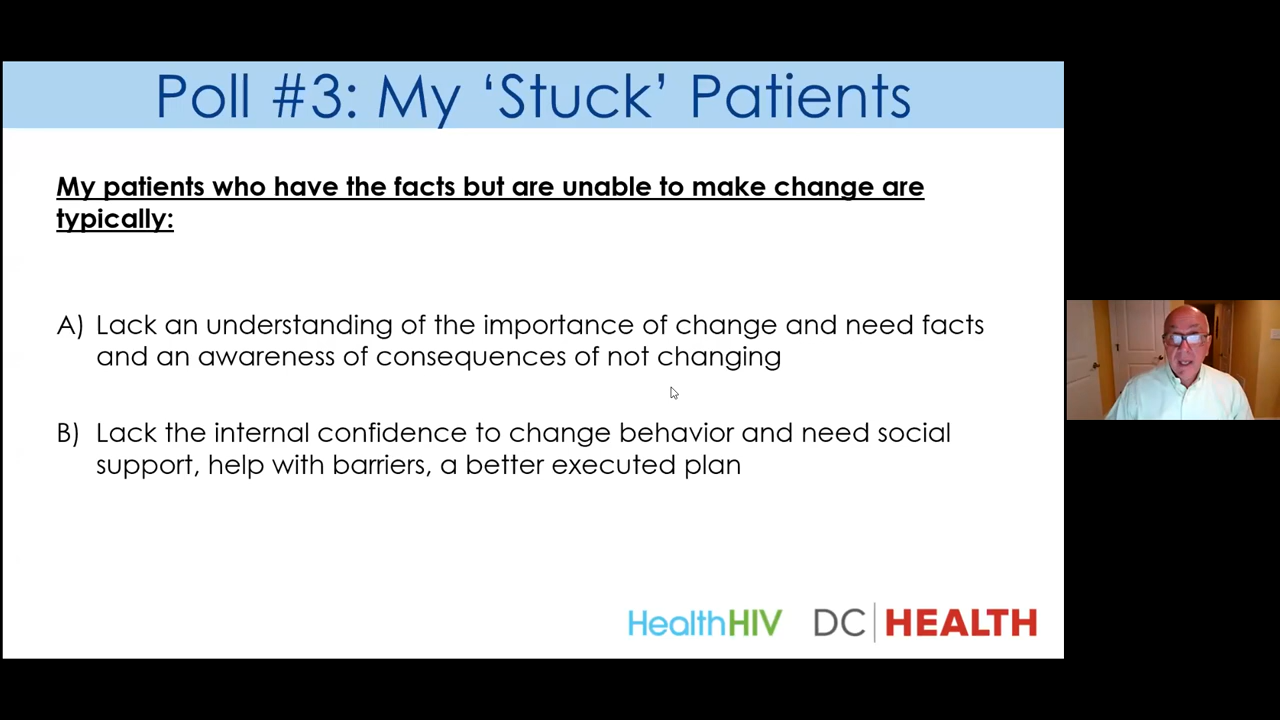 Poll #3: My ‘Stuck’ Patients
My patients who have the facts but are unable to make change are
typically:
A) Lack an understanding of the importance of change and need facts
and an awareness of consequences of not changing
B) Lack the internal confidence to change behavior and need social
support, help with barriers, a better executed plan
HealthHIV DC|HEALTH